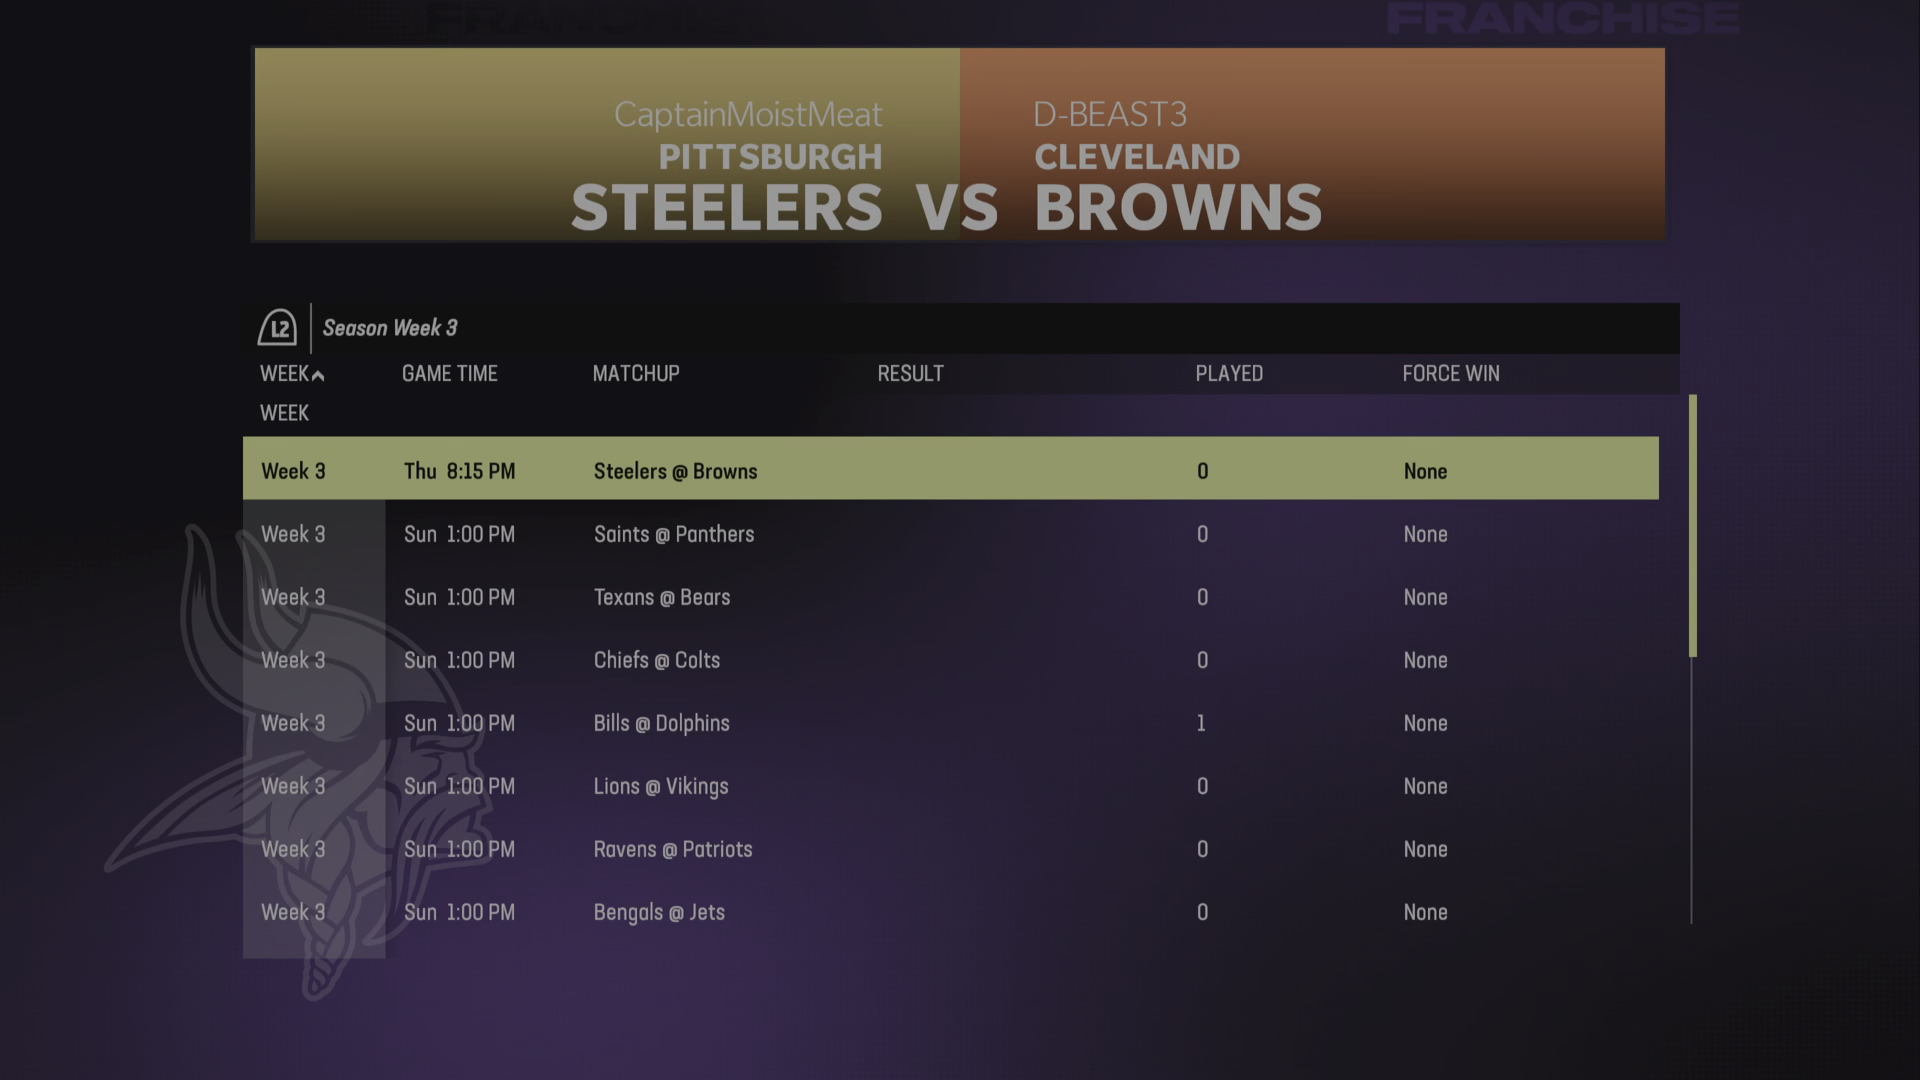 FRANCHISE FRANCHISE
CaptainMoistMeat D-BEAST3
PITTSBURGH CLEVELAND
STEELERS VS BROWNS
L2 Season Week 3
WEEK GAME TIME MATCHUP RESULT PLAYED FORCE WIN
WEEK
Week 3 Thu 8:15 PM Steelers @ Browns 0 None
Week 3 Sun 1:00 PM Saints @ Panthers 0 None
Week 3 Sun 1:00 PM Texans @ Bears 0 None
Week 3 Sun 1:00 PM Chiefs @ Colts 0 None
Week 3 Sun 1:00 PM Bills @ Dolphins 1 None
Week 3 Sun 1:00 PM Lions @ Vikings 0 None
Week 3 Sun 1:00 PM Ravens @ Patriots 0 None
Week 3 Sun 1:00 PM Bengals @ Jets 0 None